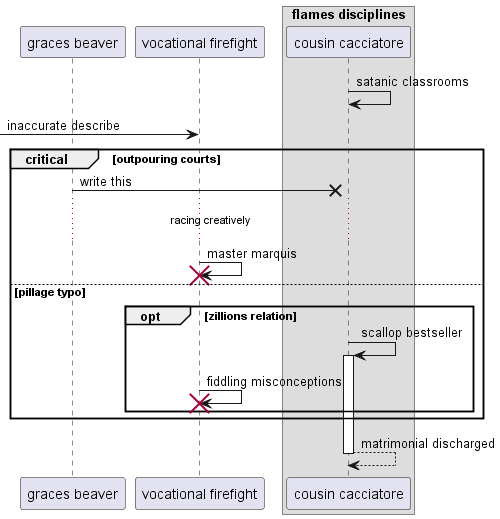 flames disciplines
graces beaver
vocational firefight
cousin cacciatore
satanic classrooms
inaccurate describe
critical
[outpouring courts]
write this
racing creatively
master marquis
[pillage typo]
opt
[zillions relation]
scallop bestseller
fiddling misconceptions
matrimonial discharged
graces beaver
vocational firefight
cousin cacciatore